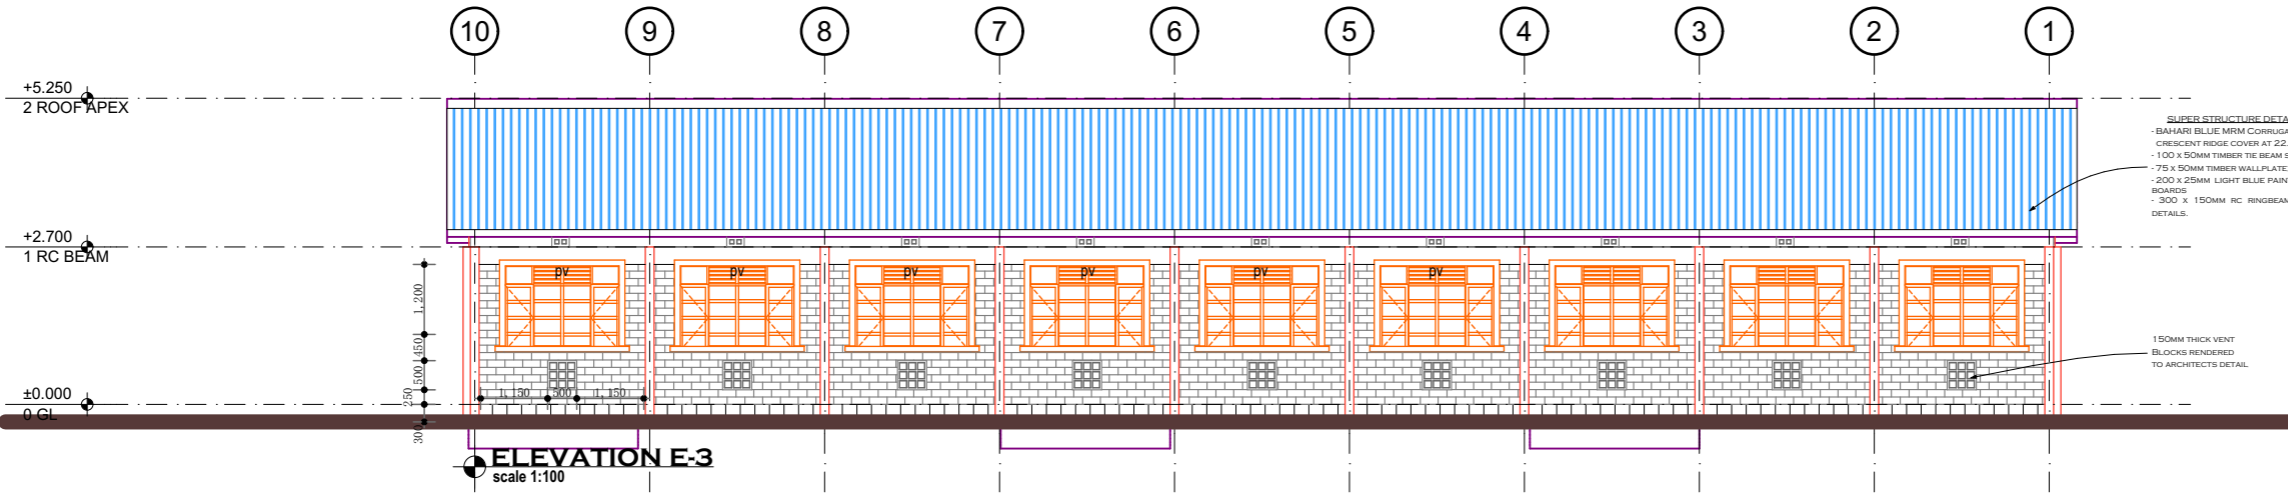 10 9 8 7 6 5 4 3 2 1
+5.250
2 ROOF APEX
SUPER STRUCTURE
- BAHARI BLUE MRM
CRESCENT RIDGE COVER AT 22.
- 100 X 50MM TIMBER TIE BEAM
- 75 X 50MM TIMBER WALLPLATE
- 200 X 25MM LIGHT BLUE
BOARDS
- 300 X 150MM RC RINGBEAM
DETAILS.
+2.700
1 RC BEAM
pv pv pv pv pv pv
1,200
450
500
250
300
1,150 500 1,150
150MM THICK VENT
BLOCKS RENDERED
TO ARCHITECTS DETAIL
±0.000
0 GL
ELEVATION E-3
scale 1:100